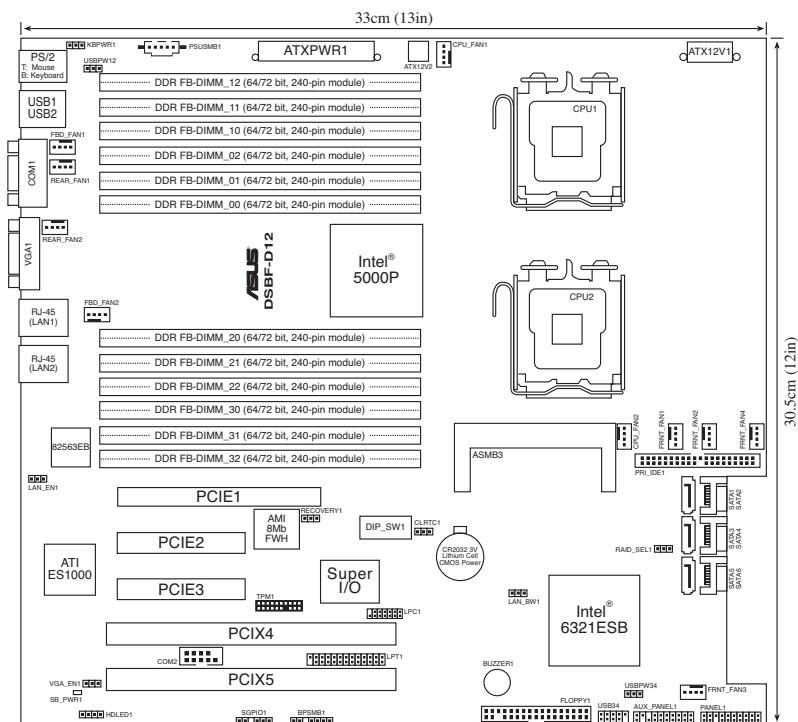 33cm (13in)
KBPWR1
PSUSMB1
ATXPWR1
ATX12V2
CPU_FAN1
ATX12V1
PS/2
T: Mouse
B: Keyboard
USBPW12
DDR FB-DIMM_12 (64/72 bit, 240-pin module)
USB1
USB2
DDR FB-DIMM_11 (64/72 bit, 240-pin module)
CPU1
DDR FB-DIMM_10 (64/72 bit, 240-pin module)
FBD_FAN1
DDR FB-DIMM_02 (64/72 bit, 240-pin module)
COM1
REAR_FAN1
DDR FB-DIMM_01 (64/72 bit, 240-pin module)
DDR FB-DIMM_00 (64/72 bit, 240-pin module)
VGA1
REAR_FAN2
ASUS
DSBF-D12
Intel®
5000P
CPU2
RJ-45
(LAN1)
FBD_FAN2
DDR FB-DIMM_20 (64/72 bit, 240-pin module)
RJ-45
(LAN2)
DDR FB-DIMM_21 (64/72 bit, 240-pin module)
DDR FB-DIMM_22 (64/72 bit, 240-pin module)
DDR FB-DIMM_30 (64/72 bit, 240-pin module)
30.5cm (12in)
82563EB
DDR FB-DIMM_31 (64/72 bit, 240-pin module)
DDR FB-DIMM_32 (64/72 bit, 240-pin module)
ASMB3
CPU_FAN2
FRNT_FAN1
FRNT_FAN2
FRNT_FAN4
PRI_IDE1
LAN_EN1
PCIE1
RECOVERY1
AMI
8Mb
FWH
DIP_SW1
CLRTC1
SATA1
SATA2
PCIE2
SATA3
SATA4
CR2032 3V
Lithium Cell
CMOS Power
RAID_SEL1
ATI
ES1000
PCIE3
Super
I/O
SATA5
SATA6
TPM1
LPC1
LAN_BW1
Intel®
6321ESB
PCIX4
COM2
LPT1
PCIX5
BUZZER1
VGA_EN1
SB_PWR1
USBPW34
FRNT_FAN3
HDLED1
SGPIO1
BPSMB1
FLOPPY1
USB34
AUX_PANEL1
PANEL1